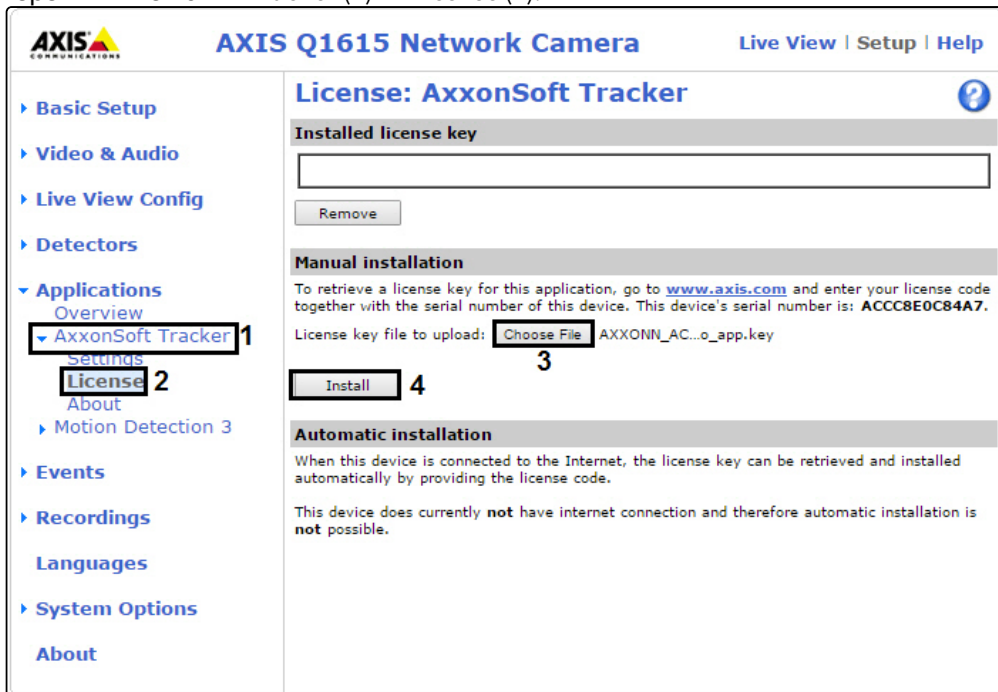 AXIS
COMMUNICATIONS
AXIS Q1615 Network Camera
Live View | Setup | Help
Basic Setup
Video & Audio
Live View Config
Detectors
Applications
Overview
AxxonSoft Tracker 1
Settings
License 2
About
Motion Detection 3
Events
Recordings
Languages
System Options
About
License: AxxonSoft Tracker
Installed license key
Remove
Manual installation
To retrieve a license key for this application, go to www.axis.com and enter your license code
together with the serial number of this device. This device's serial number is: ACCC8E0C84A7.
License key file to upload: Choose File AXXONN_AC...o_app.key
3
Install 4
Automatic installation
When this device is connected to the Internet, the license key can be retrieved and installed
automatically by providing the license code.
This device does currently not have internet connection and therefore automatic installation is
not possible.